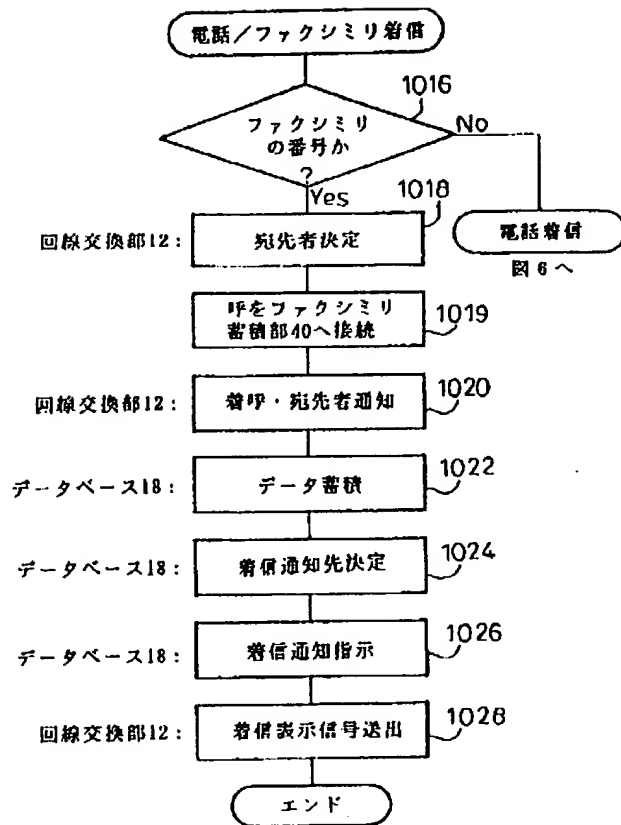 電話/ファクシミリ着信
1016
ファクシミリ
の番号か
?
No
Yes
1018
回線交換部12:
宛先者決定
電話着信
図6へ
呼をファクシミリ
蓄積部40へ接続
1019
回線交換部12:
着呼・宛先者通知
1020
データベース18:
データ蓄積
1022
データベース18:
着信通知先決定
1024
データベース18:
着信通知指示
1026
回線交換部12:
着信表示信号送出
1028
エンド